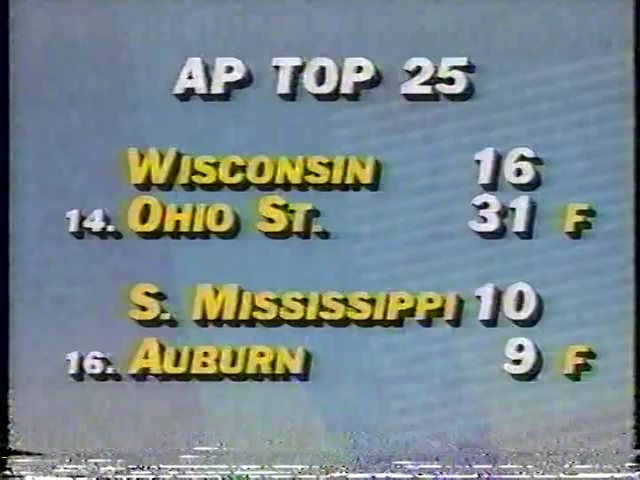 AP TOP 25
WISCONSIN 16
14. OHIO ST. 31 F
S. MISSISSIPPI 10
16. AUBURN 9 F